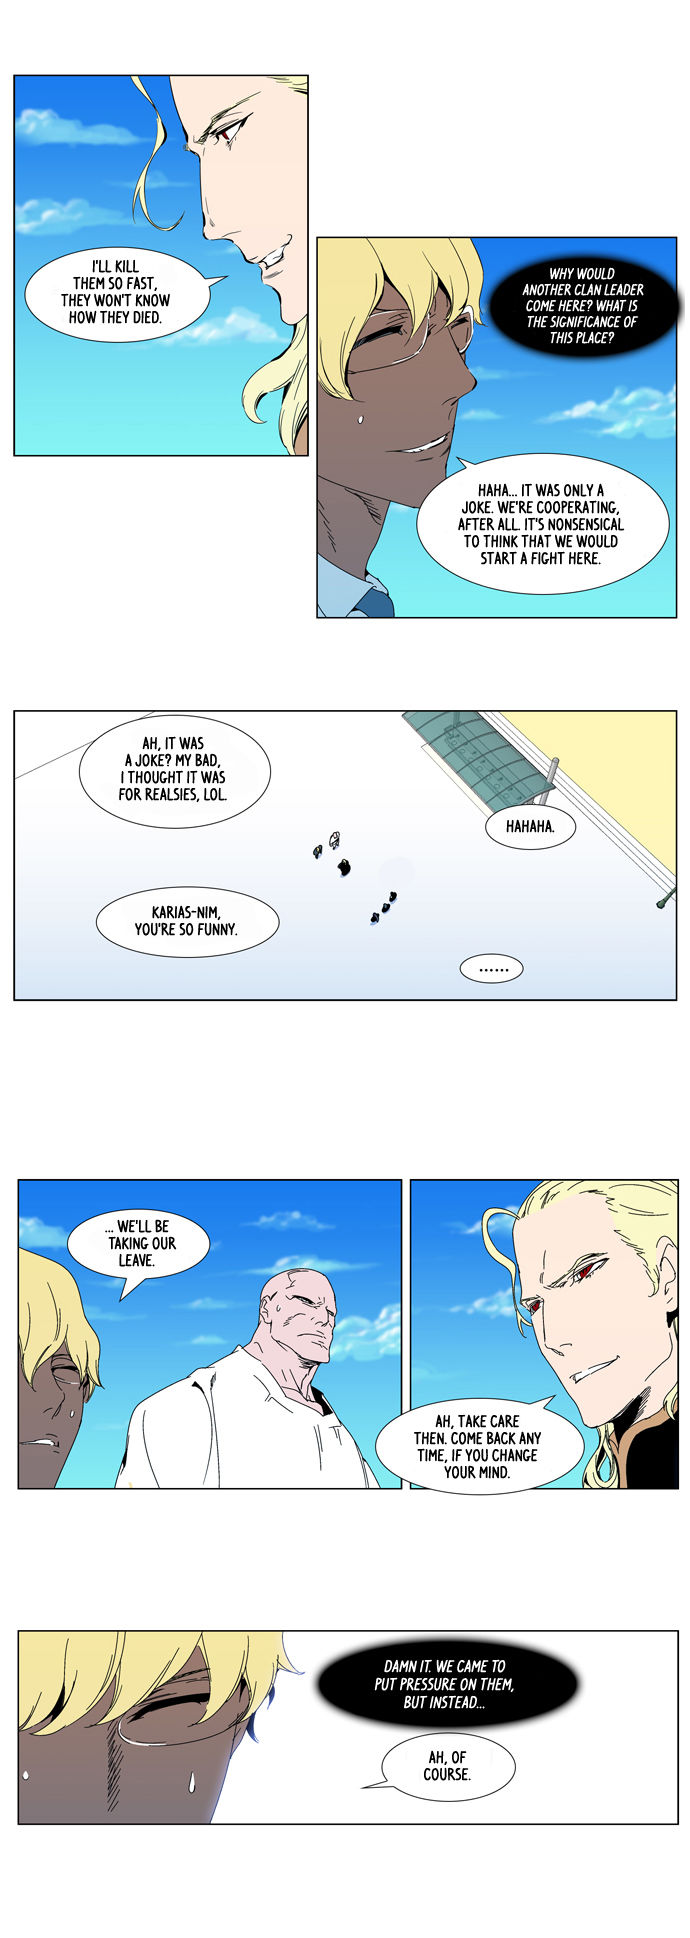 I'LL KILL
THEM SO FAST,
THEY WON'T KNOW
HOW THEY DIED.
WHY WOULD
ANOTHER CLAN LEADER
COME HERE? WHAT IS
THE SIGNIFICANCE OF
THIS PLACE?
HAHA... IT WAS ONLY A
JOKE. WE'RE COOPERATING,
AFTER ALL. IT'S NONSENSICAL
TO THINK THAT WE WOULD
START A FIGHT HERE.
AH, IT WAS
A JOKE? MY BAD,
I THOUGHT IT WAS
FOR REALSIES, LOL.
HAHAHA.
KARIAS-NIM,
YOU'RE SO FUNNY.
......
... WE'LL BE
TAKING OUR
LEAVE.
AH, TAKE CARE
THEN. COME BACK ANY
TIME, IF YOU CHANGE
YOUR MIND.
DAMN IT. WE CAME TO
PUT PRESSURE ON THEM,
BUT INSTEAD...
AH, OF
COURSE.